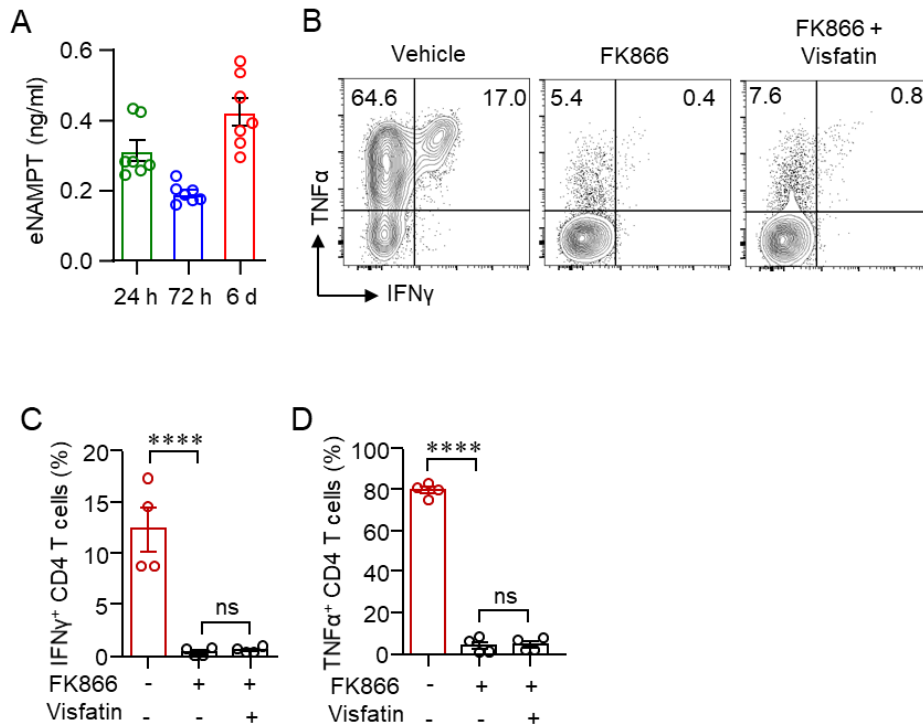 A
eNAMPT (ng/ml)
0.6
0.4
0.2
0.0
24 h 72 h 6 d
B
Vehicle FK866 FK866 +
Visfatin
64.6 17.0 5.4 0.4 7.6 0.8
TNFα
IFNγ
C
IFNγ+ CD4 T cells (%)
20
15
10
5
0
****
ns
FK866 - + +
Visfatin - - +
D
TNFα+ CD4 T cells (%)
100
80
60
40
20
0
****
ns
FK866 - + +
Visfatin - - +